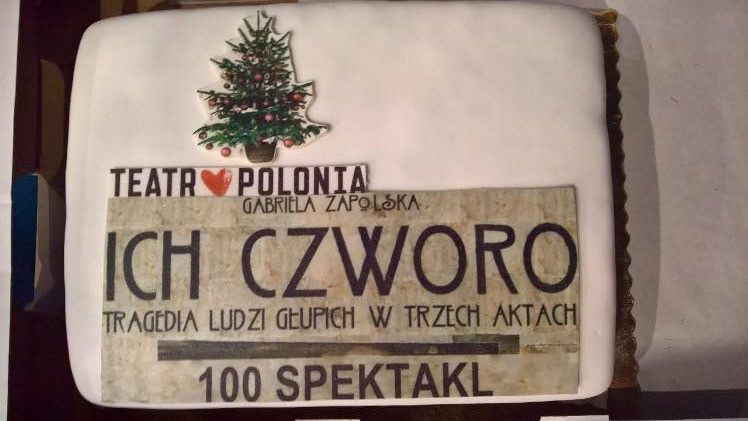 TEATR POLONIA
GABRIELA ZAPOLSKA
ICH CZWORO
TRAGEDIA LUDZI GŁUPICH W TRZECH AKTACH
100 SPEKTAKL